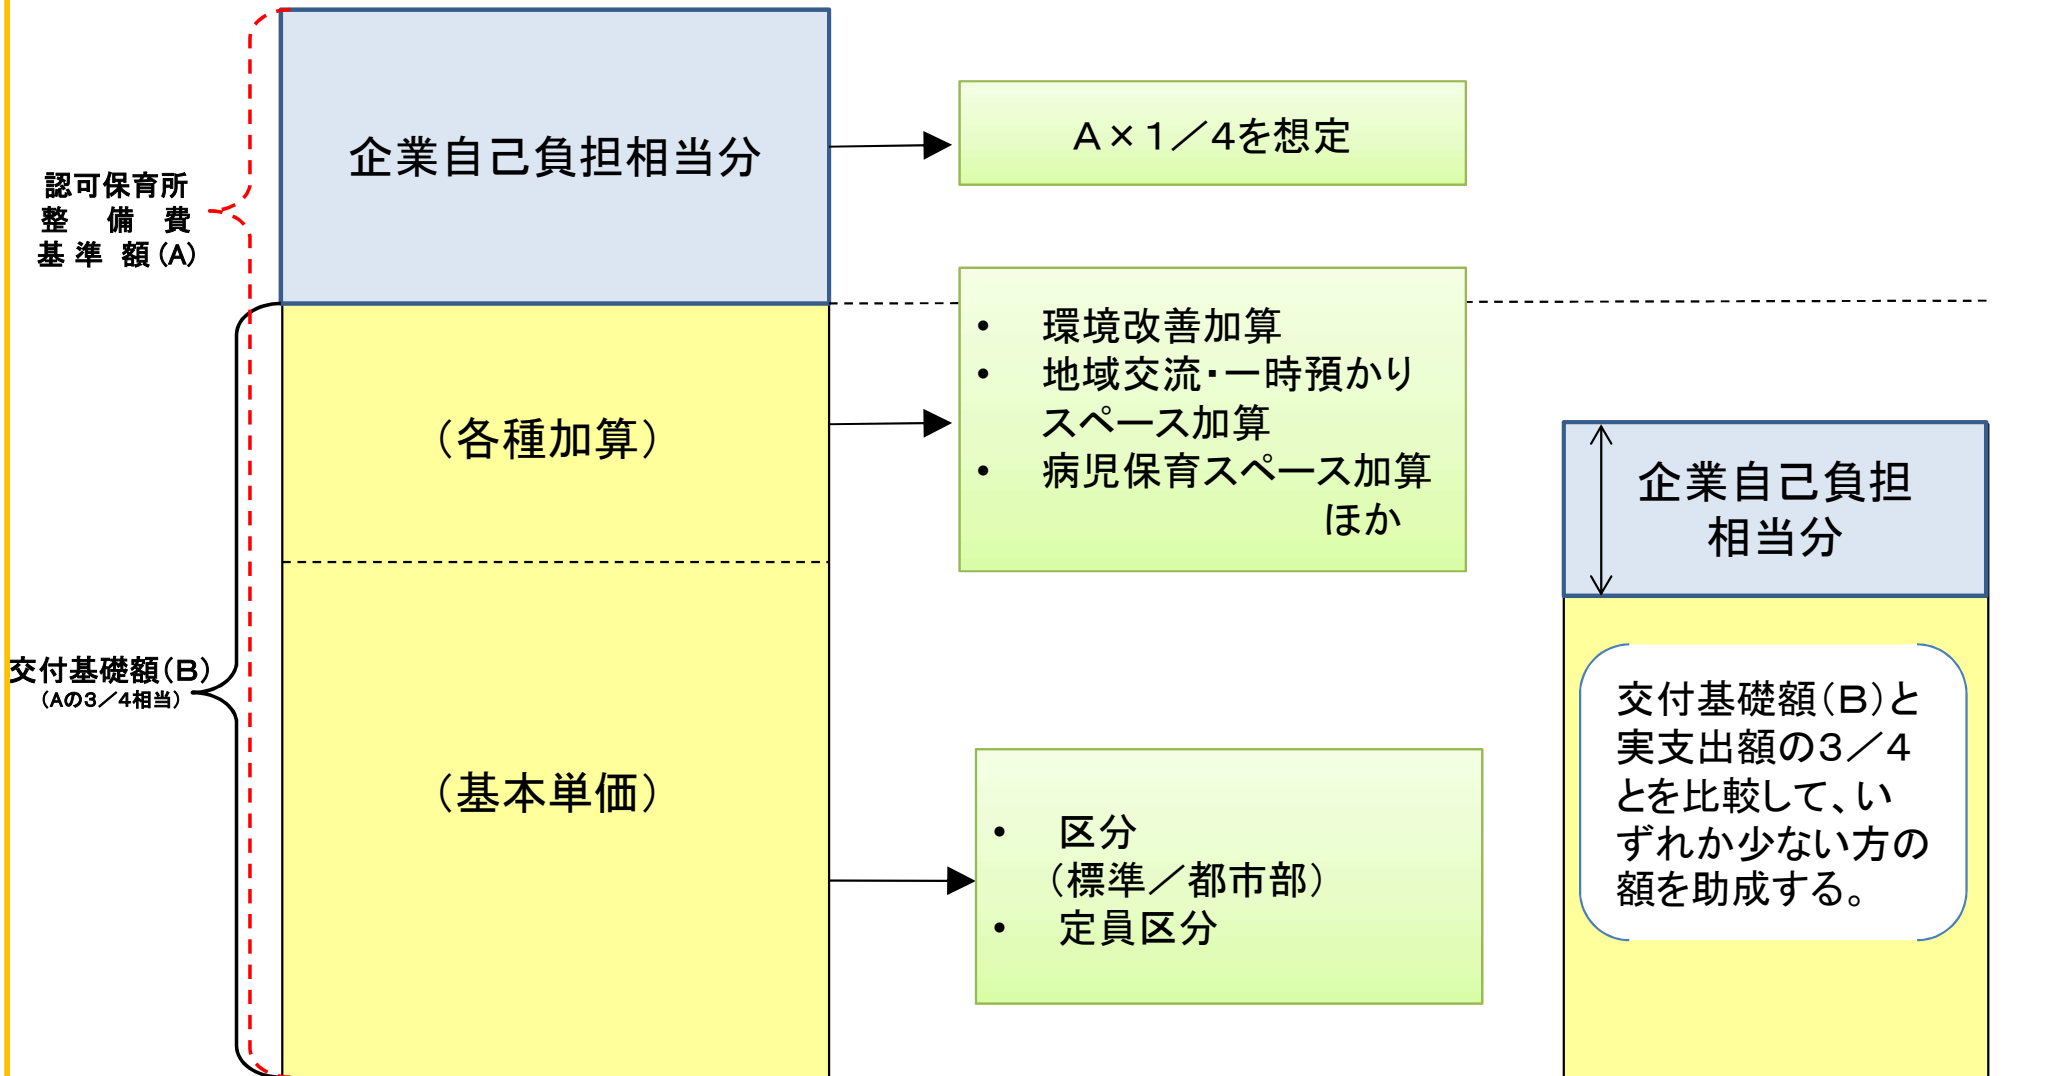 認可保育所
整 備 費
基 準 額(A)
企業自己負担相当分
A×1/4を想定
交付基礎額(B)
(Aの3/4相当)
(各種加算)
• 環境改善加算
• 地域交流・一時預かり
スペース加算
• 病児保育スペース加算
ほか
(基本単価)
• 区分
(標準/都市部)
• 定員区分
企業自己負担
相当分
交付基礎額(B)と
実支出額の3/4
とを比較して、い
ずれか少ない方の
額を助成する。